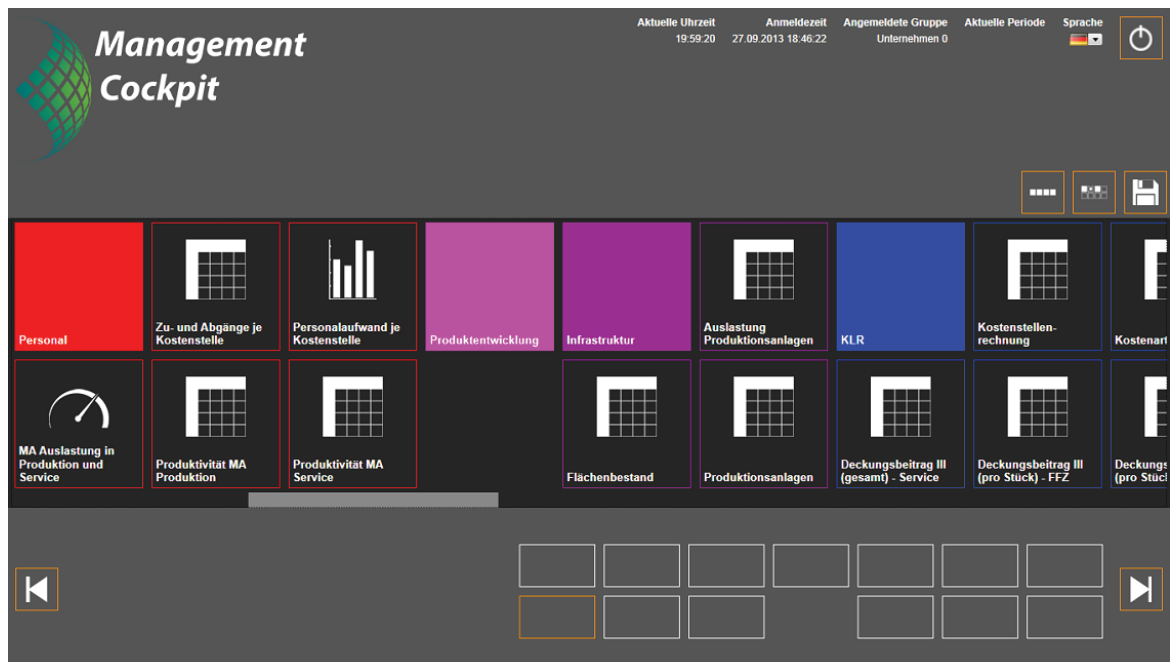 Management
Cockpit
Aktuelle Uhrzeit Anmeldezeit Angemeldete Gruppe Aktuelle Periode Sprache
19:59:20 27.09.2013 18:46:22 Unternehmen 0
Personal
Zu- und Abgänge je
Kostenstelle
Personalaufwand je
Kostenstelle
Produktentwicklung
Infrastruktur
Auslastung
Produktionsanlagen
KLR
Kostenstellen-
rechnung
Kostenart
MA Auslastung in
Produktion und
Service
Produktivität MA
Produktion
Produktivität MA
Service
Flächenbestand
Produktionsanlagen
Deckungsbeitrag III
(gesamt) - Service
Deckungsbeitrag III
(pro Stück) - FFZ
Deckungs
(pro Stück